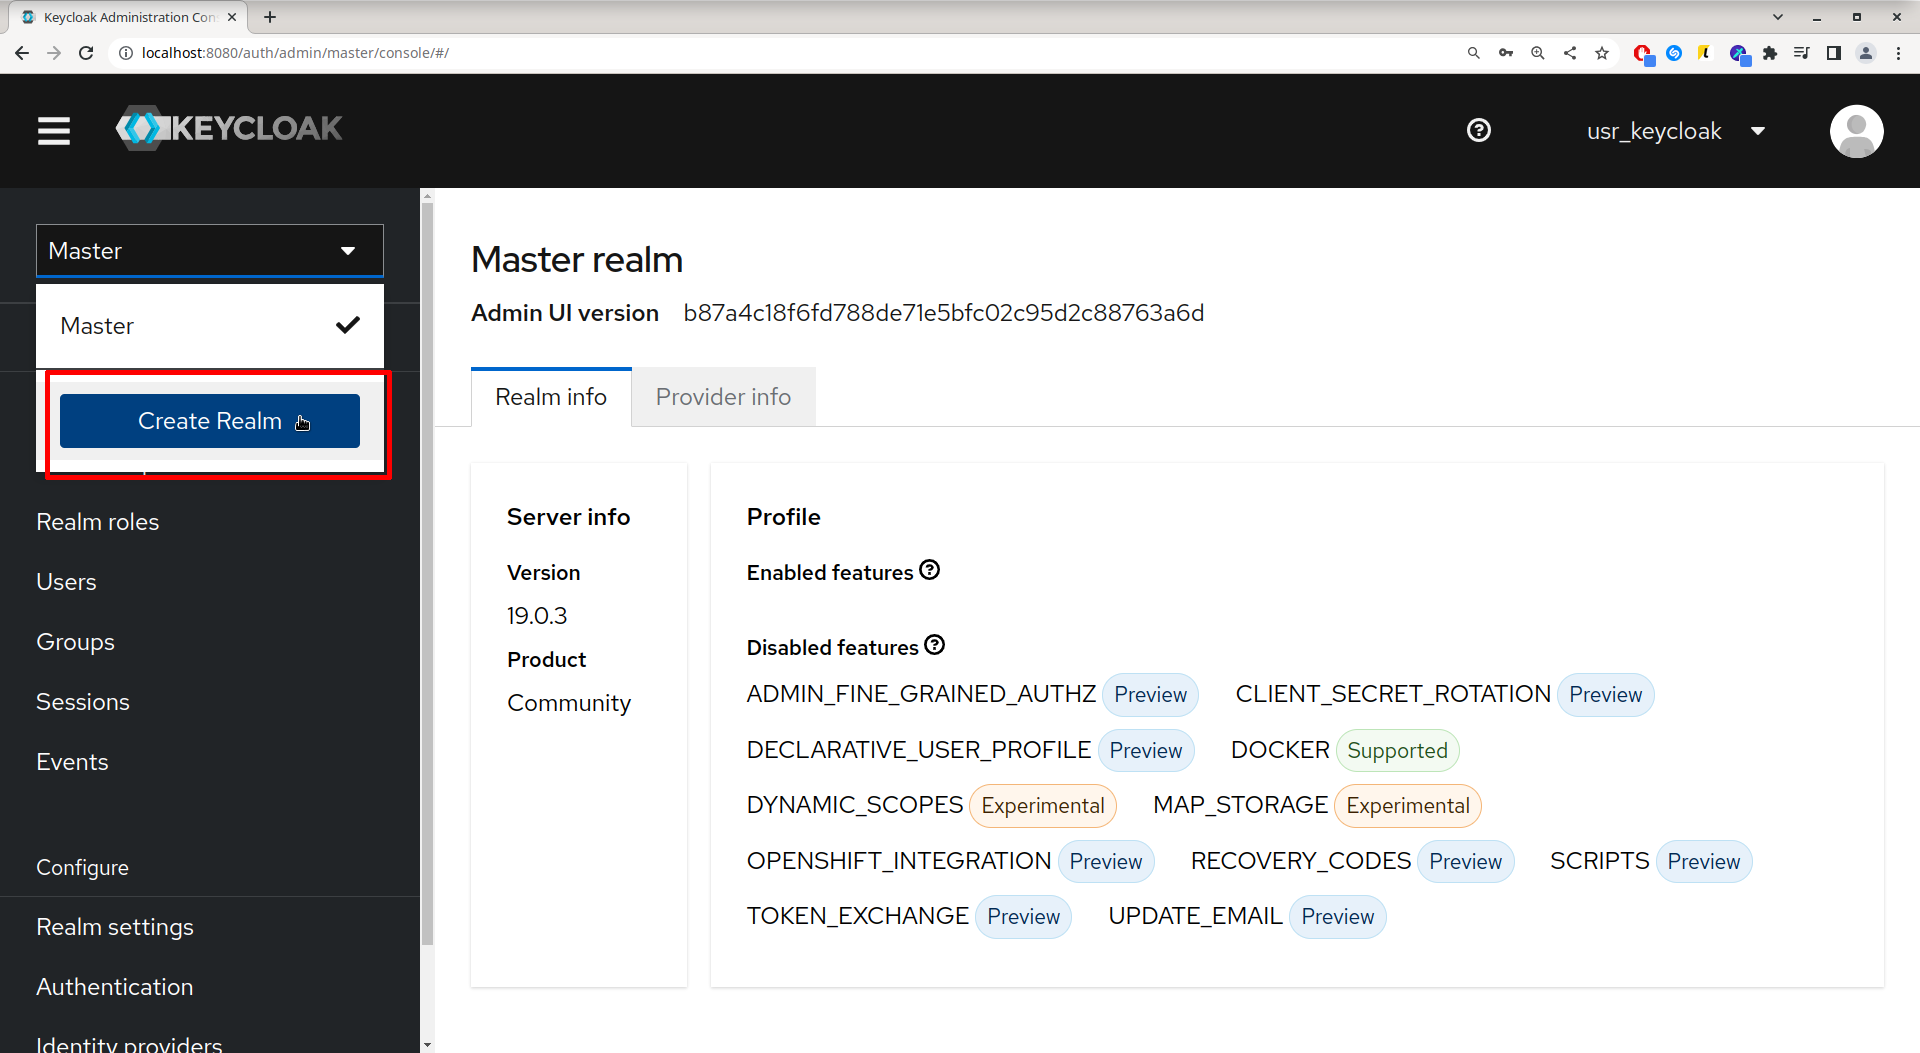 Keycloak Administration Con
localhost:8080/auth/admin/master/console/#/
KEYCLOAK
usr_keycloak
Master
Master
Create Realm
Realm roles
Users
Groups
Sessions
Events
Configure
Realm settings
Authentication
Identity providers
Master realm
Admin UI version b87a4c18f6fd788de71e5bfc02c95d2c88763a6d
Realm info Provider info
Server info
Version
19.0.3
Product
Community
Profile
Enabled features
Disabled features
ADMIN_FINE_GRAINED_AUTHZ Preview CLIENT_SECRET_ROTATION Preview
DECLARATIVE_USER_PROFILE Preview DOCKER Supported
DYNAMIC_SCOPES Experimental MAP_STORAGE Experimental
OPENSHIFT_INTEGRATION Preview RECOVERY_CODES Preview SCRIPTS Preview
TOKEN_EXCHANGE Preview UPDATE_EMAIL Preview